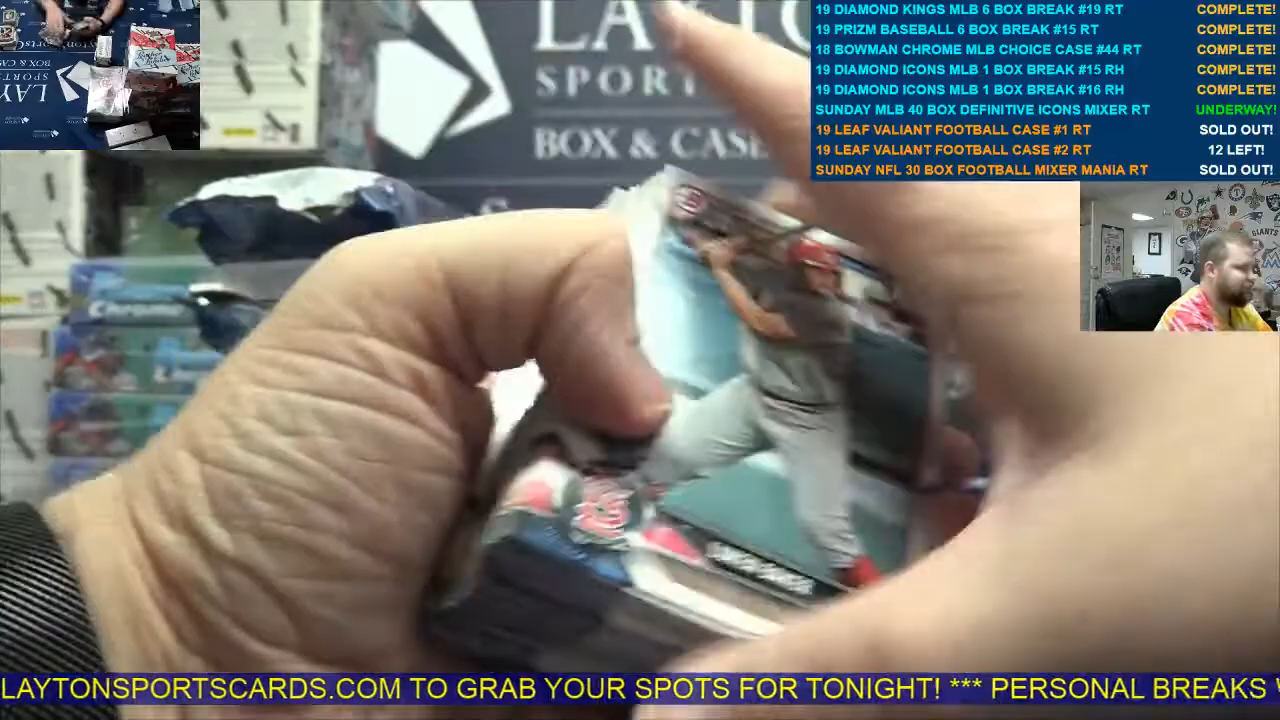 19 DIAMOND KINGS MLB 6 BOX BREAK #19 RT COMPLETE!
19 PRIZM BASEBALL 6 BOX BREAK #15 RT COMPLETE!
18 BOWMAN CHROME MLB CHOICE CASE #44 RT COMPLETE!
19 DIAMOND ICONS MLB 1 BOX BREAK #15 RH COMPLETE!
19 DIAMOND ICONS MLB 1 BOX BREAK #16 RH COMPLETE!
SUNDAY MLB 40 BOX DEFINITIVE ICONS MIXER RT UNDERWAY!
19 LEAF VALIANT FOOTBALL CASE #1 RT SOLD OUT!
19 LEAF VALIANT FOOTBALL CASE #2 RT 12 LEFT!
SUNDAY NFL 30 BOX FOOTBALL MIXER MANIA RT SOLD OUT!
SPORT
BOX & CASE
LAYTONSPORTSCARDS.COM TO GRAB YOUR SPOTS FOR TONIGHT! *** PERSONAL BREAKS